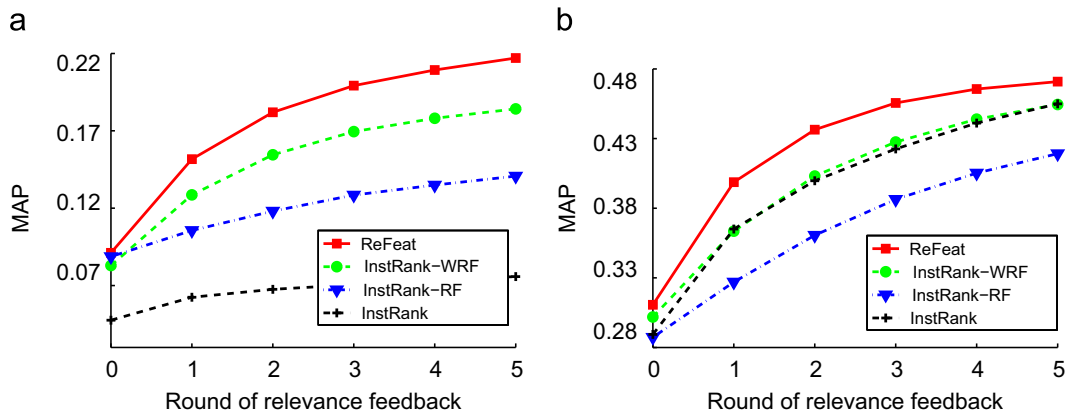 a
0.22
0.17
0.12
0.07
MAP
ReFeat
InstRank-WRF
InstRank-RF
InstRank
0 1 2 3 4 5
Round of relevance feedback
b
0.48
0.43
0.38
0.33
0.28
MAP
ReFeat
InstRank-WRF
InstRank-RF
InstRank
0 1 2 3 4 5
Round of relevance feedback